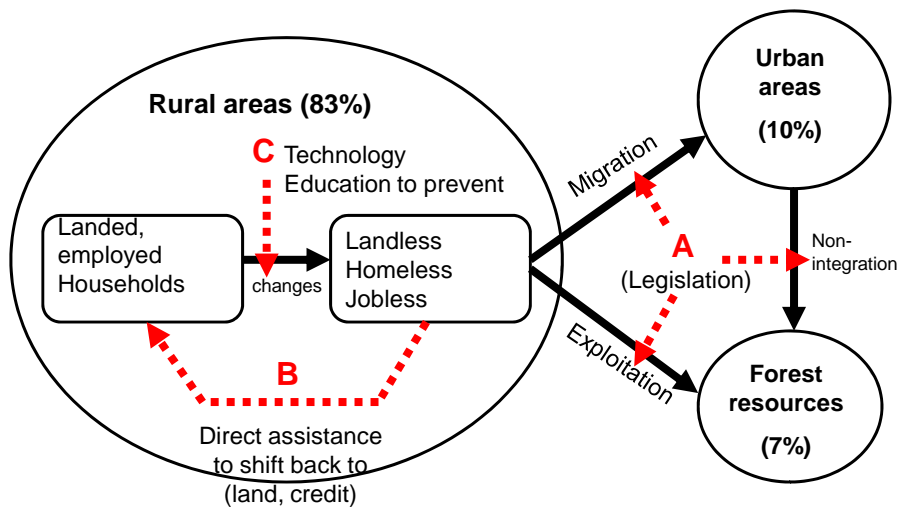 Rural areas (83%)
C Technology
Education to prevent
Landed,
employed
Households
changes
Landless
Homeless
Jobless
B
Direct assistance
to shift back to
(land, credit)
Migration
Exploitation
A
(Legislation)
Non-
integration
Urban
areas
(10%)
Forest
resources
(7%)